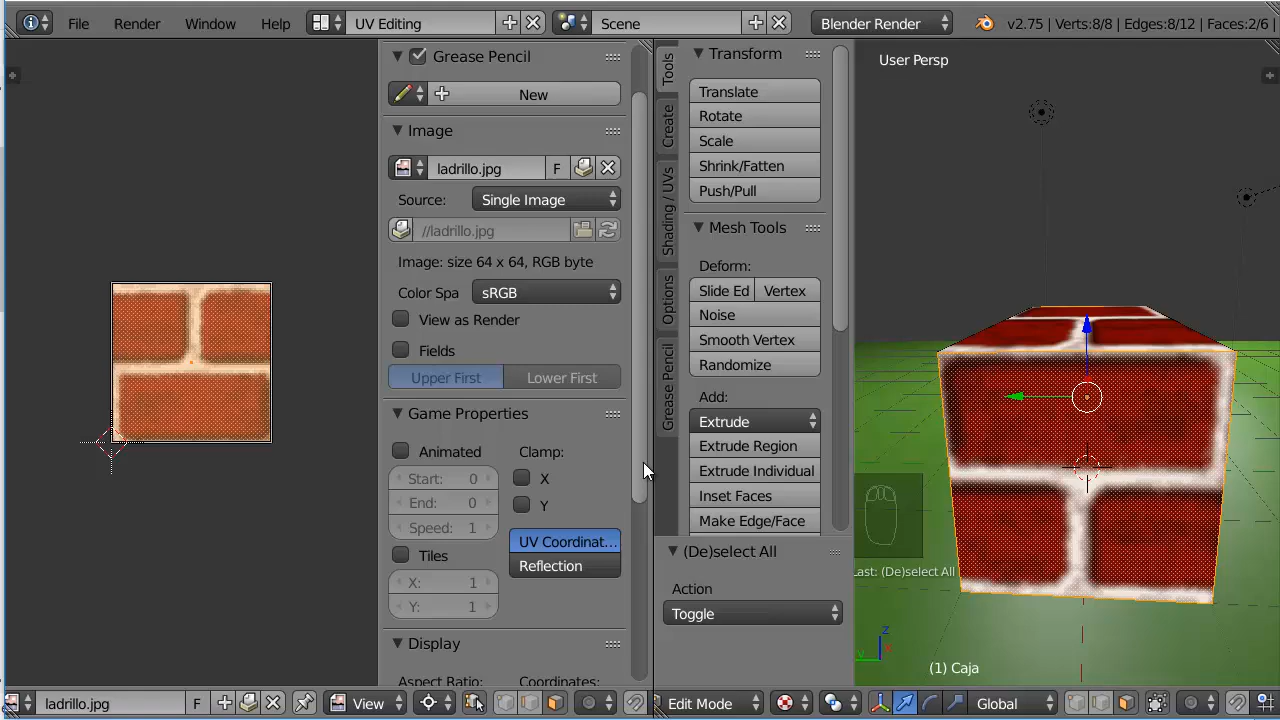 File Render Window Help UV Editing Scene Blender Render v2.75 | Verts:8/8 | Edges:8/12 | Faces:2/6 |
Grease Pencil
New
Image
ladrillo.jpg F
Source: Single Image
//ladrillo.jpg
Image: size 64 x 64, RGB byte
Color Spa sRGB
View as Render
Fields
Upper First Lower First
Game Properties
Animated Clamp:
Start: 0 X
End: 0 Y
Speed: 1
UV Coordinat...
Tiles Reflection
X: 1
Y: 1
Display
Aspect Ratio: Coordinates:
Tools
Create
Shading / UVs
Options
Grease Pencil
Transform
Translate
Rotate
Scale
Shrink/Fatten
Push/Pull
Mesh Tools
Deform:
Slide Ed Vertex
Noise
Smooth Vertex
Randomize
Add:
Extrude
Extrude Region
Extrude Individual
Inset Faces
Make Edge/Face
(De)select All
Action
Toggle
User Persp
Last: (De)select All
z
x
y
(1) Caja
ladrillo.jpg F View
Edit Mode Global